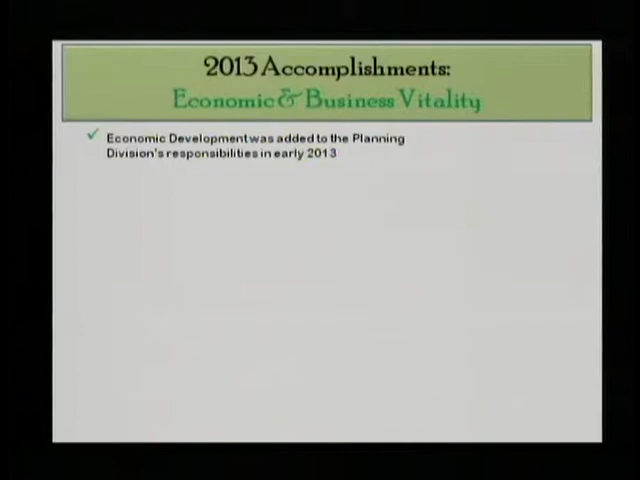 2013 Accomplishments:
Economic & Business Vitality
✓ Economic Development was added to the Planning
Division's responsibilities in early 2013